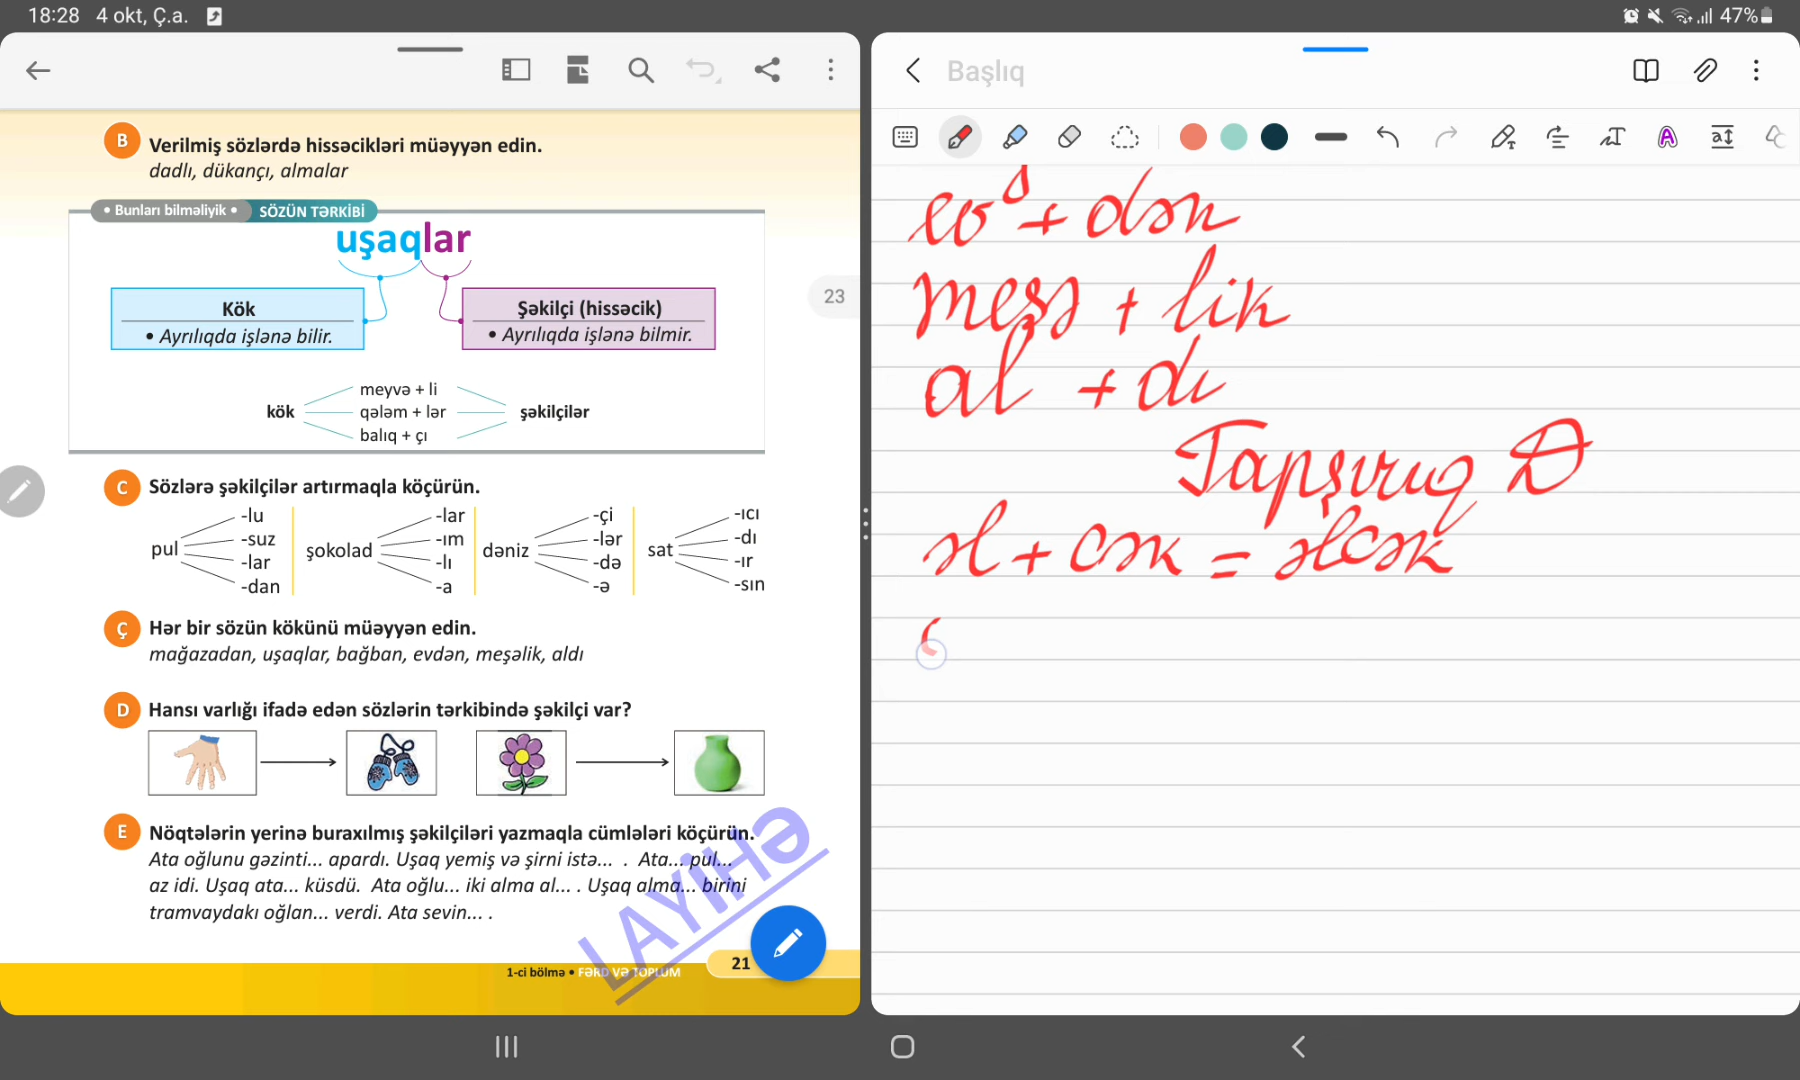 18:28 4 okt, Ç.a.
47%
B Verilmiş sözlərdə hissəcikləri müəyyən edin.
dadlı, dükançı, almalar
• Bunları bilməliyik • SÖZÜN TƏRKİBİ
uşaqlar
23
Kök
• Ayrılıqda işlənə bilir.
Şəkilçi (hissəcik)
• Ayrılıqda işlənə bilmir.
kök
meyvə + li
qələm + lər
balıq + çı
şəkilçilər
C Sözlərə şəkilçilər artırmaqla köçürün.
pul
-lu
-suz
-lar
-dan
şokolad
-lar
-ım
-lı
-a
dəniz
-çi
-lər
-də
-ə
sat
-ıcı
-dı
-ır
-sın
Ç Hər bir sözün kökünü müəyyən edin.
mağazadan, uşaqlar, bağban, evdən, meşəlik, aldı
D Hansı varlığı ifadə edən sözlərin tərkibində şəkilçi var?
E Nöqtələrin yerinə buraxılmış şəkilçiləri yazmaqla cümlələri köçürün.
Ata oğlunu gəzinti... apardı. Uşaq yemiş və şirni istə... . Ata... pul...
az idi. Uşaq ata... küsdü. Ata oğlu... iki alma al... . Uşaq alma... birini
tramvaydakı oğlan... verdi. Ata sevin... .
LAYİHƏ
1-ci bölmə • FƏRD VƏ TOPLUM
21
Başlıq
ev + dən
meşə + lik
al + dı
Tapşırıq D
əl + cək = əlcək